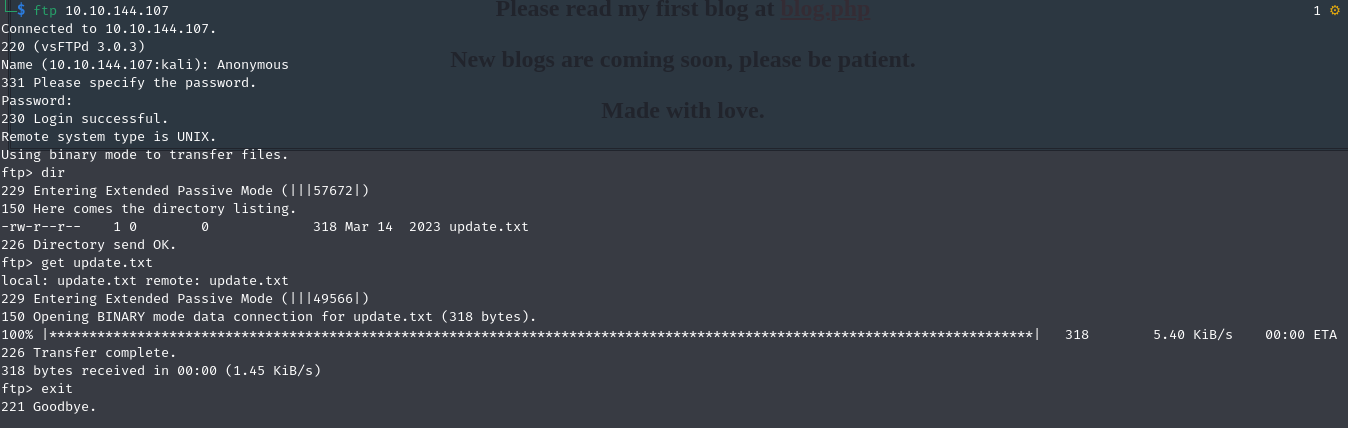 $ ftp 10.10.144.107
1
Please read my first blog at blog.php
Connected to 10.10.144.107.
220 (vsFTPd 3.0.3)
New blogs are coming soon, please be patient.
Name (10.10.144.107:kali): Anonymous
331 Please specify the password.
Password:
Made with love.
230 Login successful.
Remote system type is UNIX.
Using binary mode to transfer files.
ftp> dir
229 Entering Extended Passive Mode (|||57672|)
150 Here comes the directory listing.
-rw-r--r--    1 0        0             318 Mar 14  2023 update.txt
226 Directory send OK.
ftp> get update.txt
local: update.txt remote: update.txt
229 Entering Extended Passive Mode (|||49566|)
150 Opening BINARY mode data connection for update.txt (318 bytes).
100% |***************************************************************************************************************************| 318 5.40 KiB/s 00:00 ETA
226 Transfer complete.
318 bytes received in 00:00 (1.45 KiB/s)
ftp> exit
221 Goodbye.